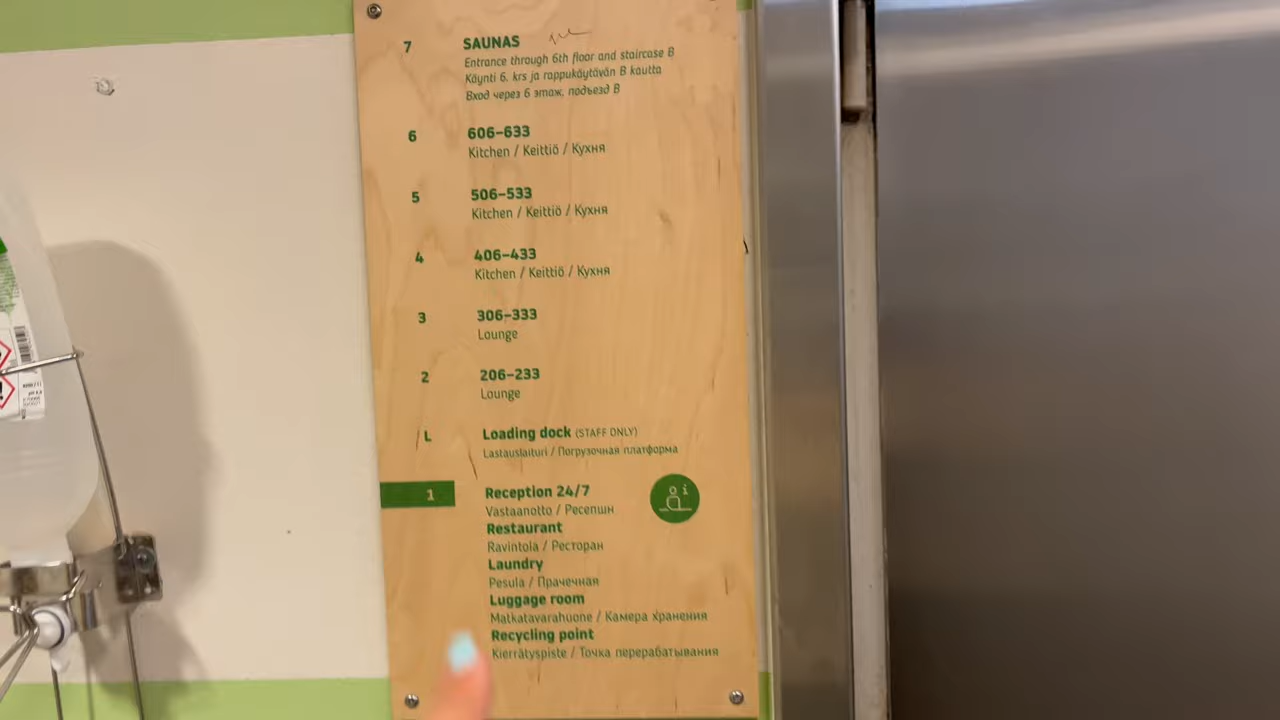 7 SAUNAS
Entrance through 6th floor and staircase B
Käynti 6. krs ja rappukäytävän B kautta
Вход через 6 этаж, подъезд B
6 606–633
Kitchen / Keittiö / Кухня
5 506–533
Kitchen / Keittiö / Кухня
4 406–433
Kitchen / Keittiö / Кухня
3 306–333
Lounge
2 206–233
Lounge
L Loading dock (STAFF ONLY)
Lastauslaituri / Погрузочная платформа
1 Reception 24/7
Vastaanotto / Ресепшн
Restaurant
Ravintola / Ресторан
Laundry
Pesula / Прачечная
Luggage room
Matkatavarahuone / Камера хранения
Recycling point
Kierrätyspiste / Точка перерабатывания